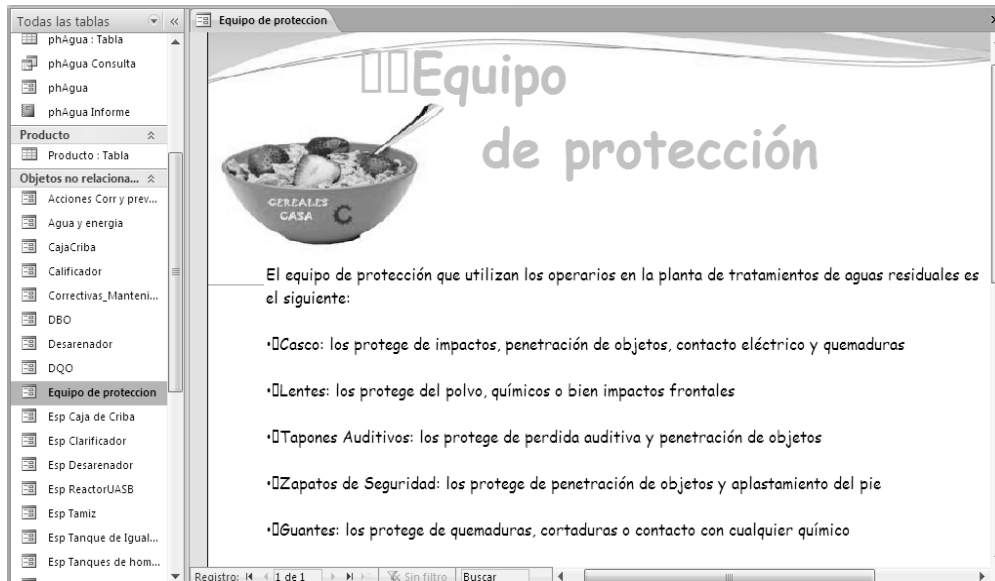 Todas las tablas
phAgua : Tabla
phAgua Consulta
phAgua
phAgua Informe
Producto
Producto : Tabla
Objetos no relaciona...
Acciones Corr y prev...
Agua y energia
CajaCriba
Calificador
Correctivas_Manteni...
DBO
Desarenador
DQO
Equipo de proteccion
Esp Caja de Criba
Esp Clarificador
Esp Desarenador
Esp ReactorUASB
Esp Tamiz
Esp Tanque de Igual...
Esp Tanques de hom...
Equipo de proteccion
Equipo
de protección
CEREALES
CASA C
El equipo de protección que utilizan los operarios en la planta de tratamientos de aguas residuales es
el siguiente:
•Casco: los protege de impactos, penetración de objetos, contacto eléctrico y quemaduras
•Lentes: los protege del polvo, químicos o bien impactos frontales
•Tapones Auditivos: los protege de perdida auditiva y penetración de objetos
•Zapatos de Seguridad: los protege de penetración de objetos y aplastamiento del pie
•Guantes: los protege de quemaduras, cortaduras o contacto con cualquier químico
Registro: 1 de 1 Sin filtro Buscar